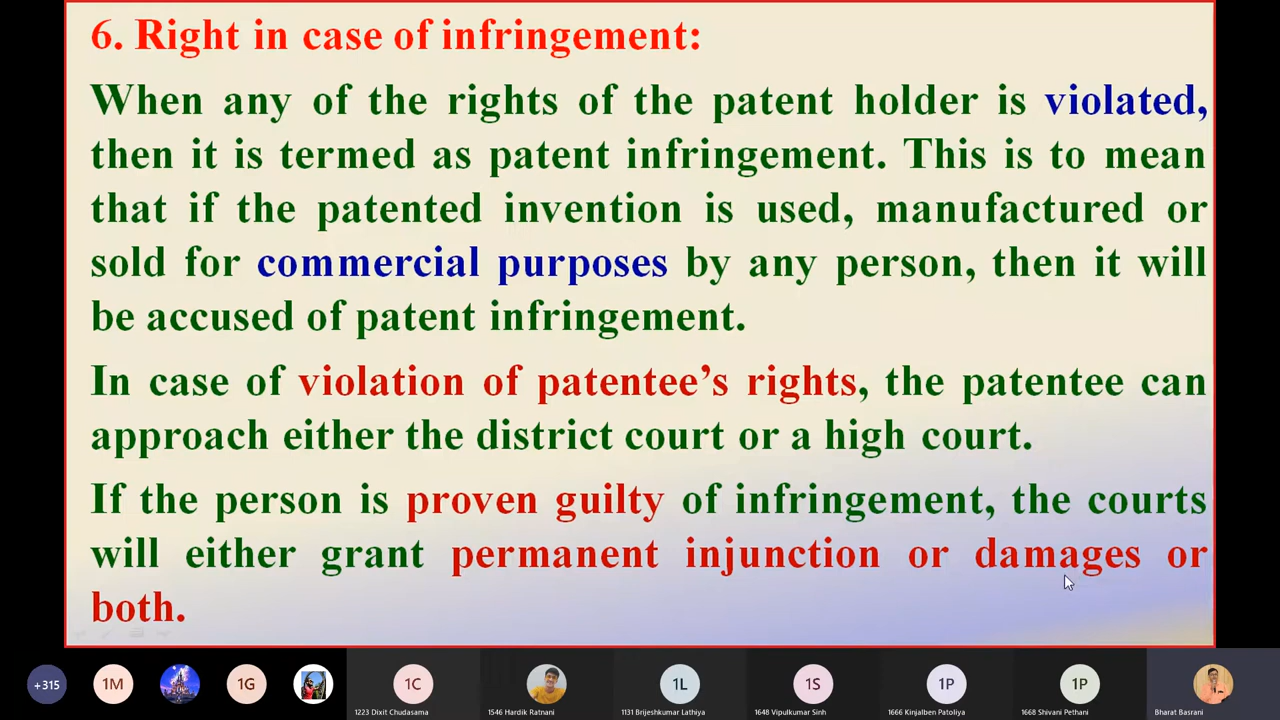 6. Right in case of infringement:
When any of the rights of the patent holder is violated,
then it is termed as patent infringement. This is to mean
that if the patented invention is used, manufactured or
sold for commercial purposes by any person, then it will
be accused of patent infringement.
In case of violation of patentee’s rights, the patentee can
approach either the district court or a high court.
If the person is proven guilty of infringement, the courts
will either grant permanent injunction or damages or
both.
+315 1M 1G 1C 1L 1S 1P 1P
1223 Dixit Chudasama 1546 Hardik Ratnani 1131 Brijeshkumar Lathiya 1648 Vipulkumar Sinh 1666 Kinjalben Patoliya 1668 Shivani Pethani Bharat Basrani